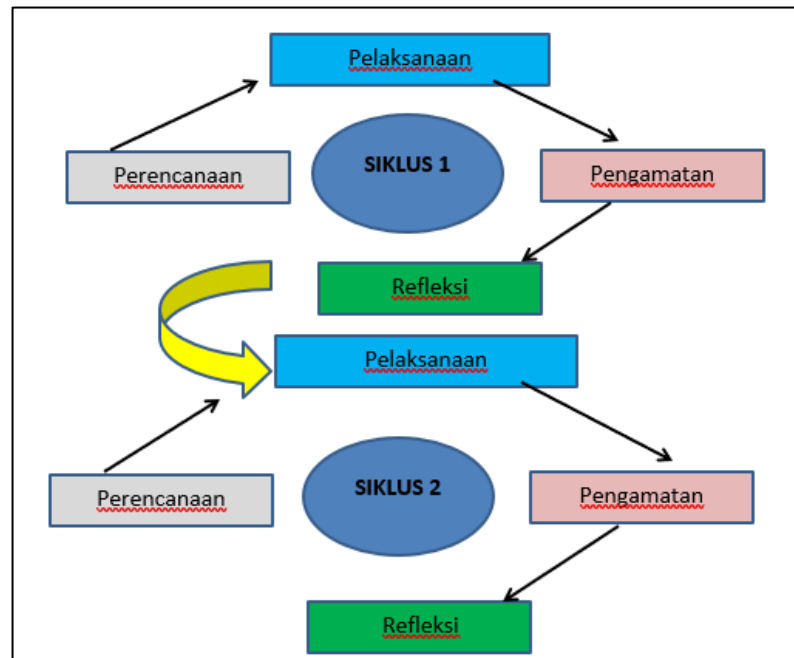 Pelaksanaan
Perencanaan
SIKLUS 1
Pengamatan
Refleksi
Pelaksanaan
Perencanaan
SIKLUS 2
Pengamatan
Refleksi